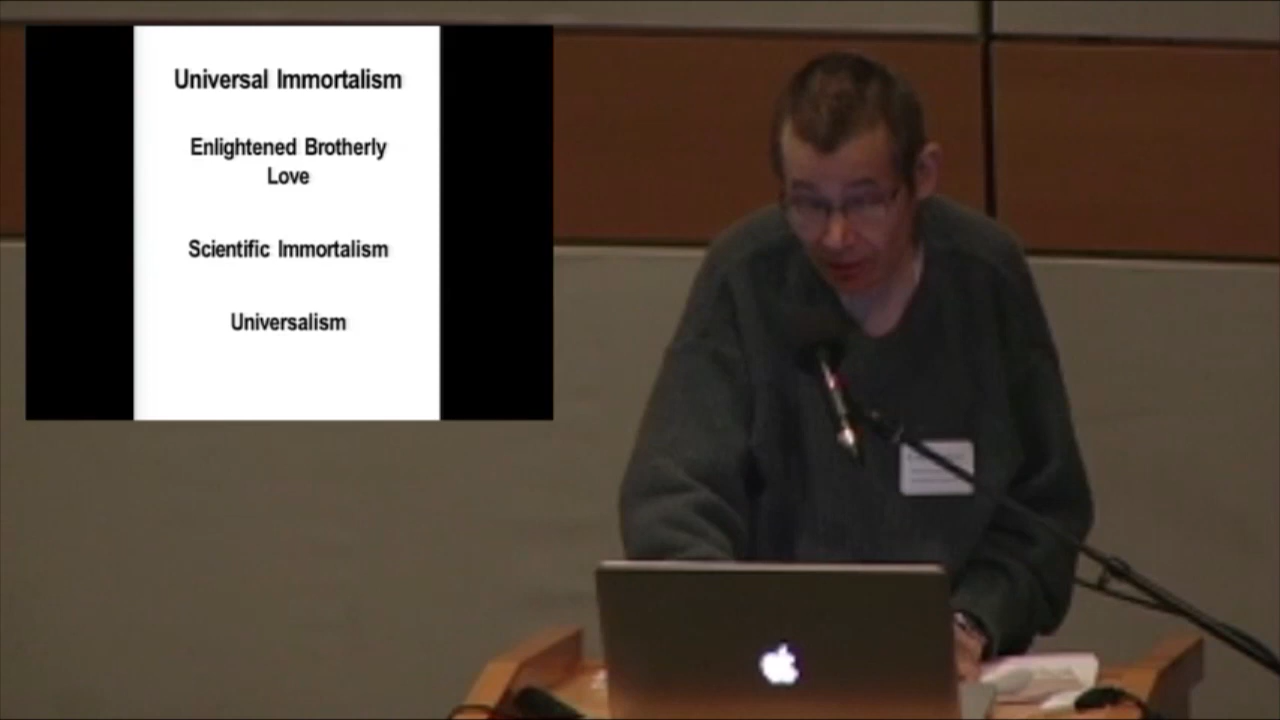 Universal Immortalism
Enlightened Brotherly
Love
Scientific Immortalism
Universalism